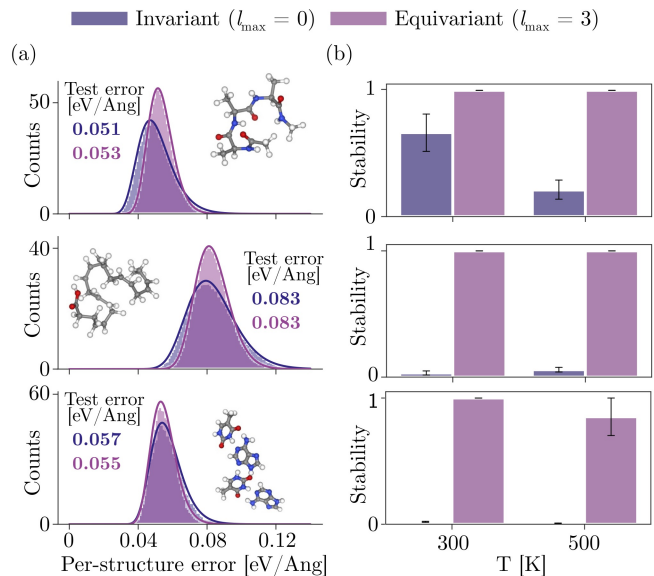 Invariant (lmax = 0)
Equivariant (lmax = 3)
(a)
(b)
50
0
Counts
Test error
[eV/Ang]
0.051
0.053
1
0
Stability
40
0
Counts
Test error
[eV/Ang]
0.083
0.083
1
0
Stability
60
0
Counts
Test error
[eV/Ang]
0.057
0.055
1
0
Stability
0
0.04
0.08
0.12
Per-structure error [eV/Ang]
300
500
T [K]